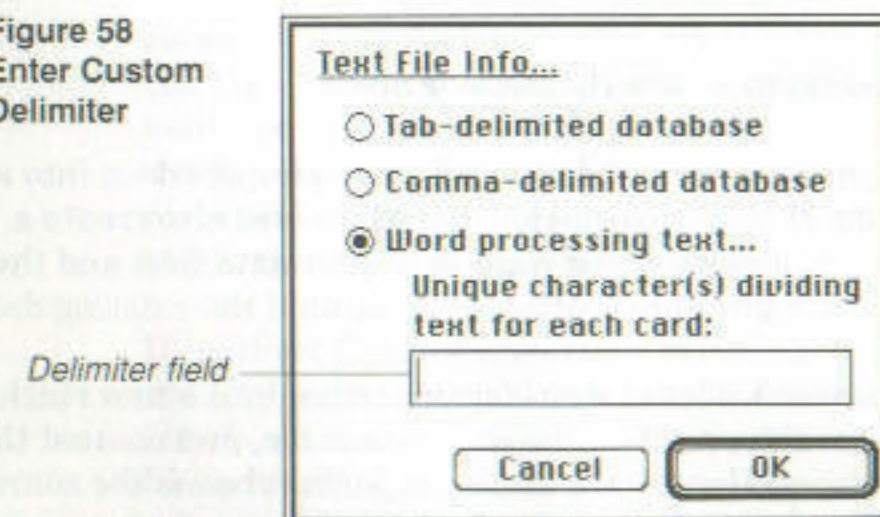 Figure 58
Enter Custom
Delimiter
Text File Info...
Tab-delimited database
Comma-delimited database
Word processing text...
Unique character(s) dividing
text for each card:
Delimiter field
Cancel
OK